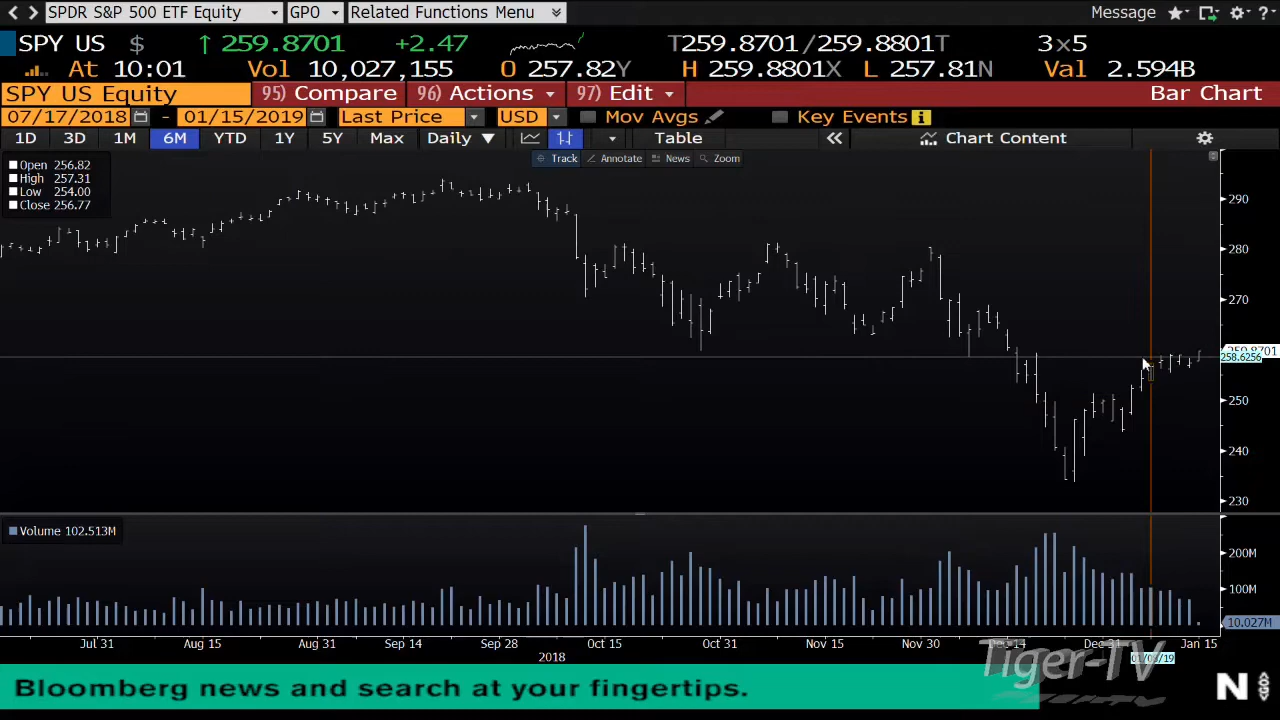 SPDR S&P 500 ETF Equity GPO Related Functions Menu Message
SPY US $ ↑ 259.8701 +2.47 T259.8701/259.8801T 3×5
At 10:01 Vol 10,027,155 O 257.82Y H 259.8801X L 257.81N Val 2.594B
SPY US Equity 95) Compare 96) Actions 97) Edit Bar Chart
07/17/2018 - 01/15/2019 Last Price USD Mov Avgs Key Events
1D 3D 1M 6M YTD 1Y 5Y Max Daily ▼ Table « Chart Content
Track Annotate News Zoom
Open 256.82
High 257.31
Low 254.00
Close 256.77
290
280
270
258.6256
250
240
230
Volume 102.513M
200M
100M
10.027M
Jul 31 Aug 15 Aug 31 Sep 14 Sep 28 Oct 15 Oct 31 Nov 15 Nov 30 Dec 31 Jan 15
2018
Tiger-TV
Bloomberg news and search at your fingertips.